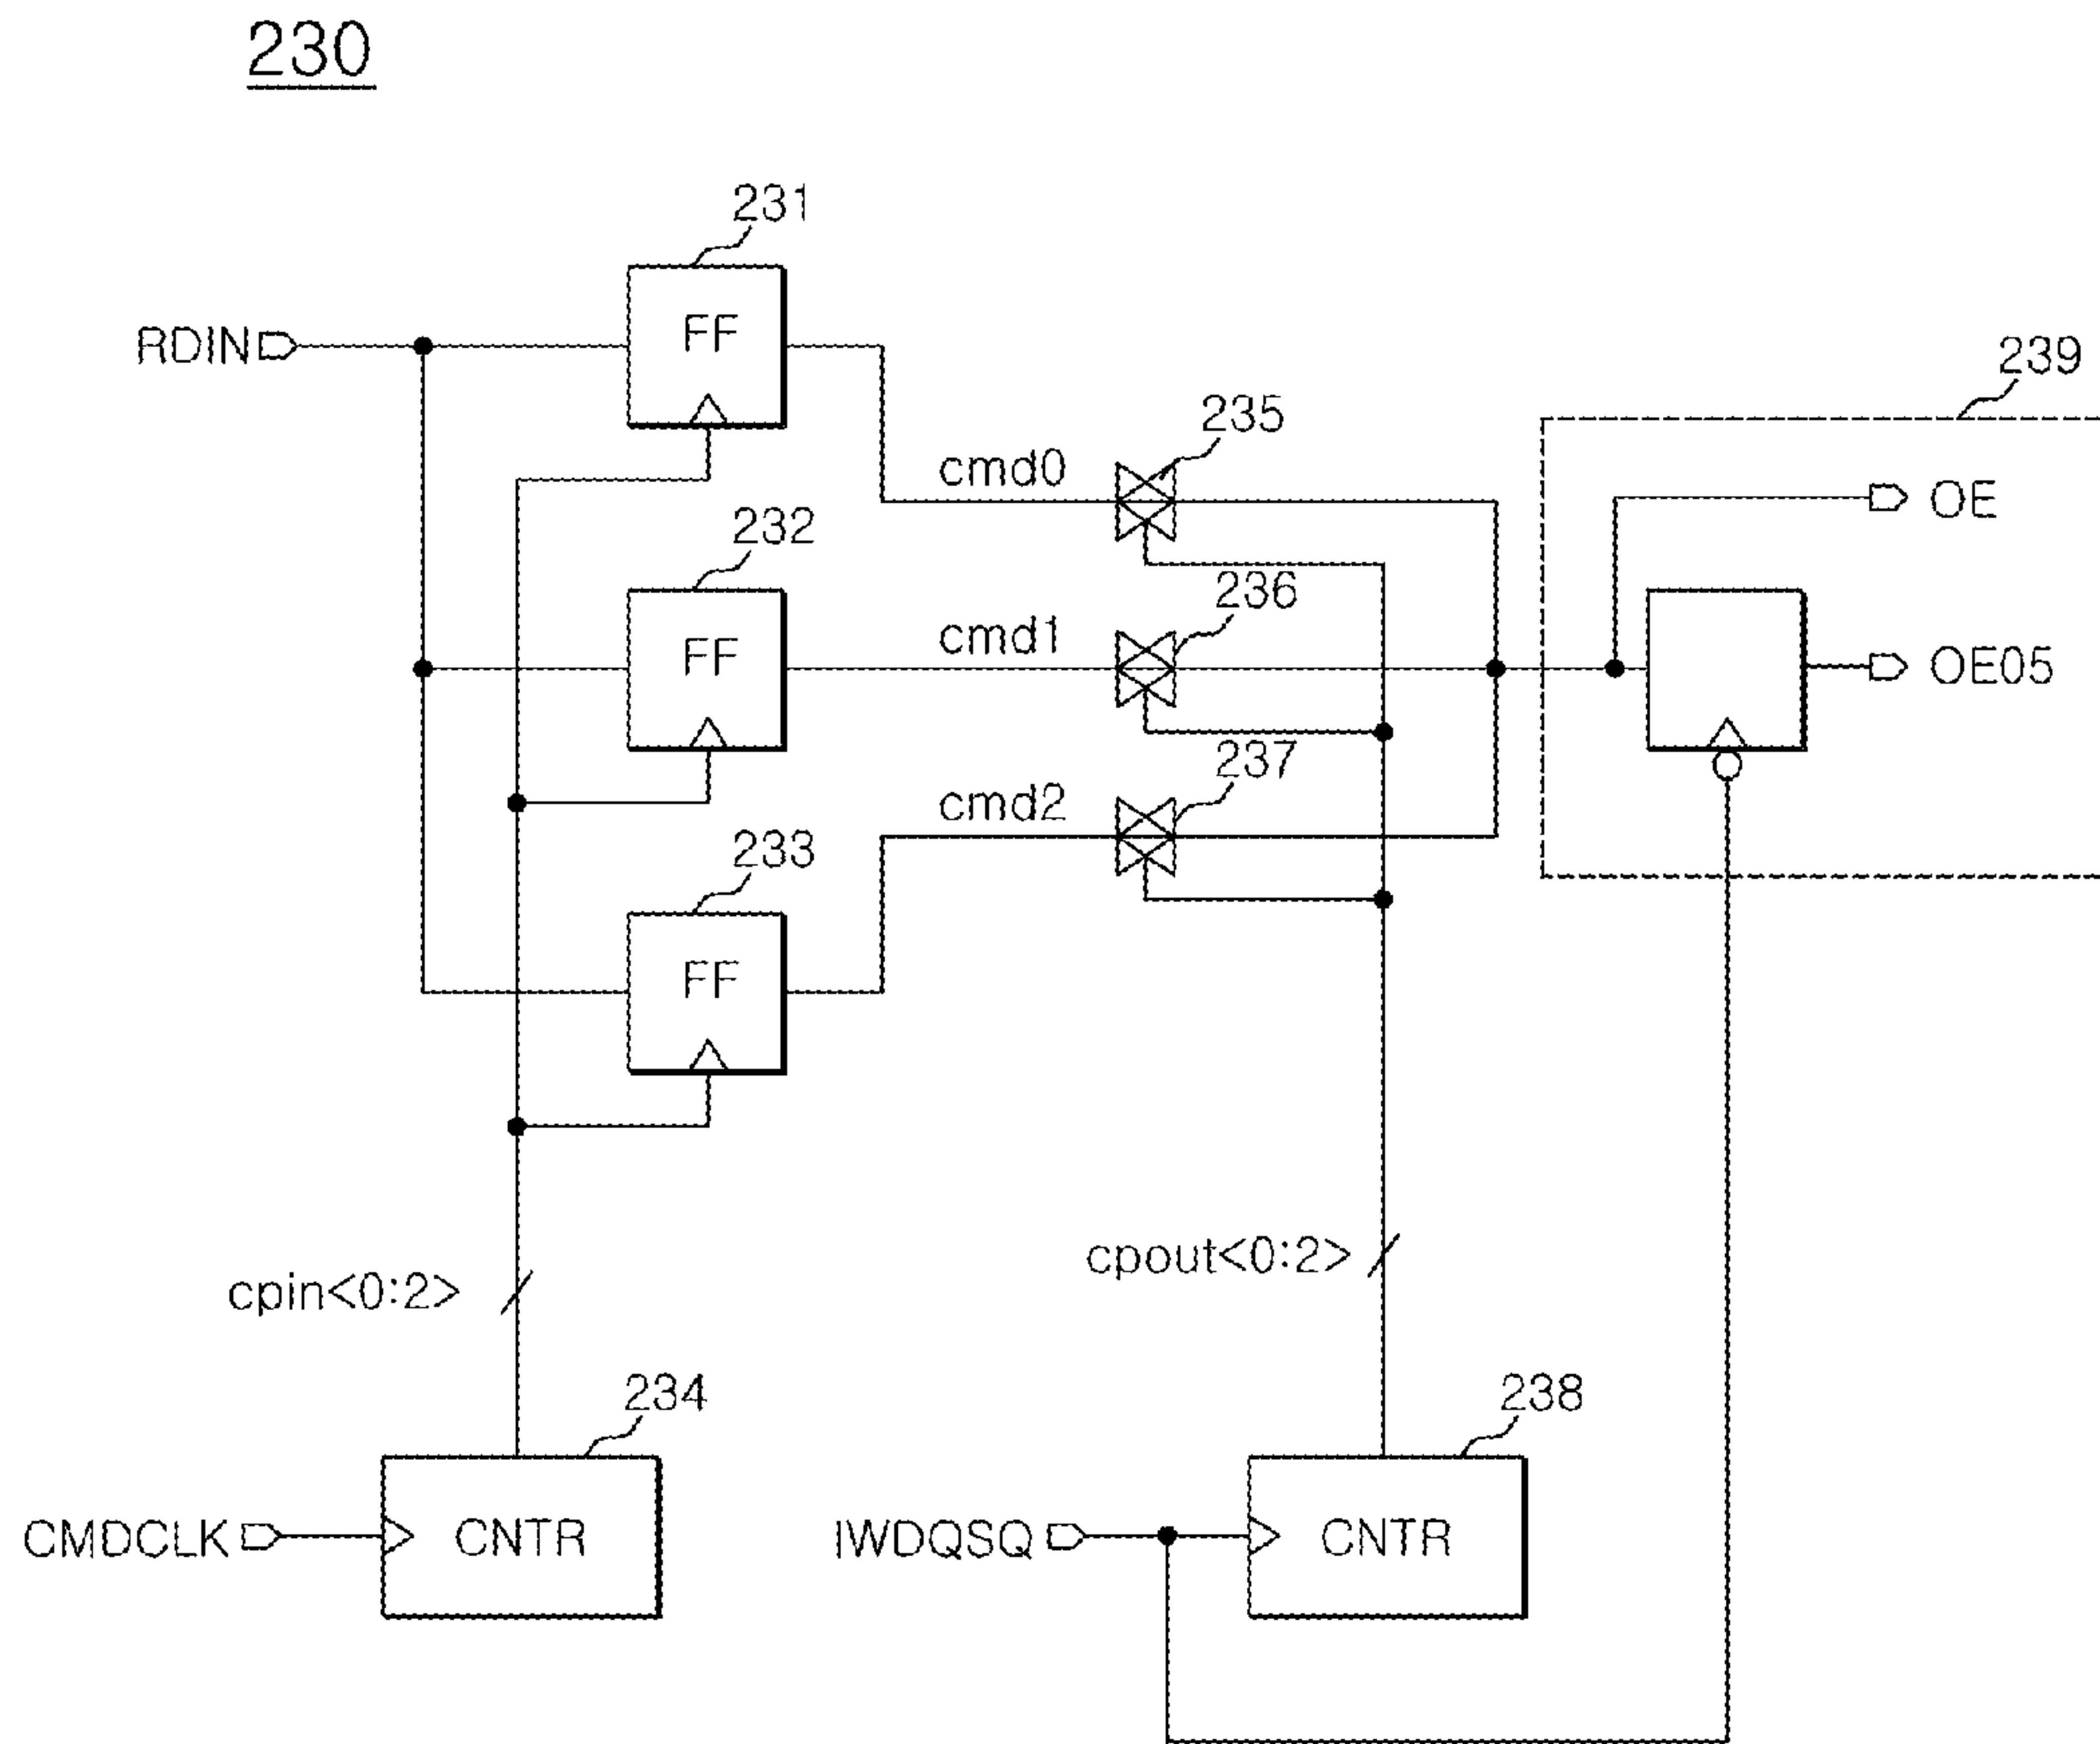 230
231
FF
RDIN
239
235
cmd0
OE
232
236
FF
cmd1
OE05
237
cmd2
233
FF
cpout<0:2>
cpin<0:2>
234
238
CMDCLK
CNTR
IWDQSQ
CNTR